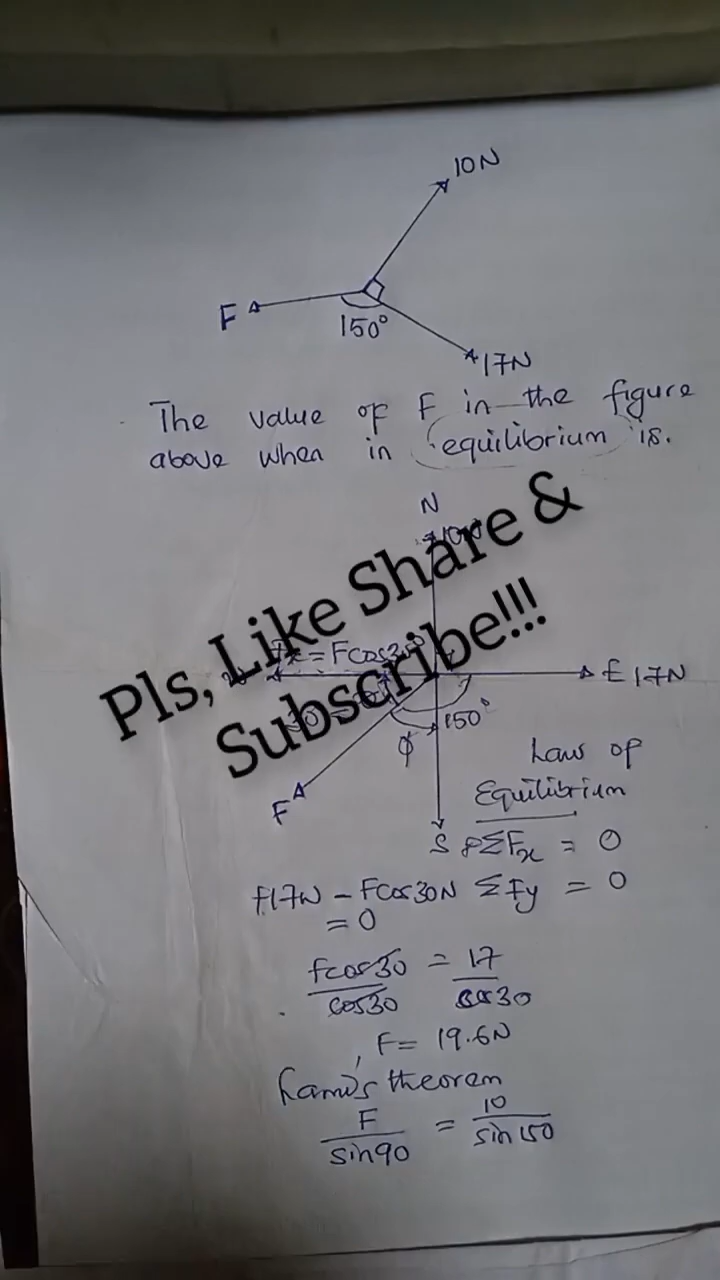 10N
F
150°
17N
The value of F in the figure
above when in equilibrium is.
N
Pls, Like Share &
Subscribe!!!
= Fcos30
E 17N
150°
φ
Law of
Equilibrium
F
S
ΣFx = 0
17N - Fcos30N ΣFy = 0
= 0
Fcos30 = 17
cos30 cos30
F = 19.6N
Lami's theorem
F = 10
sin90 sin150